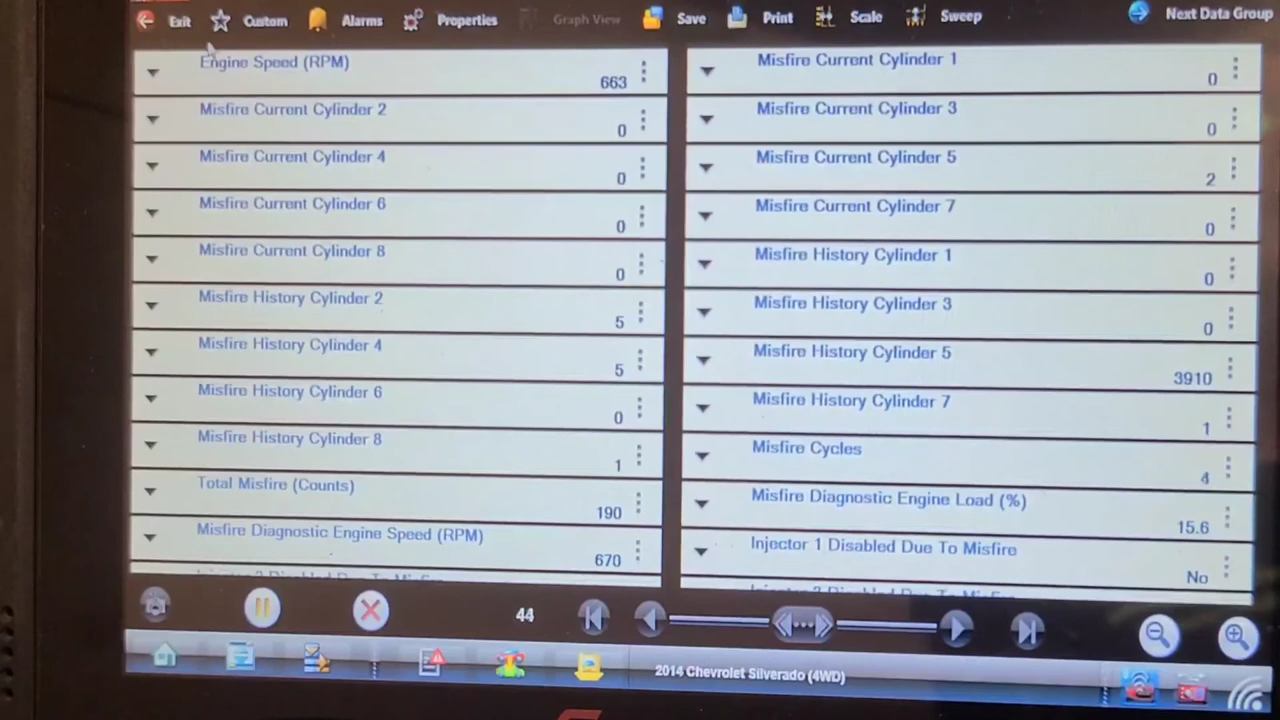 Exit Custom Alarms Properties Graph View Save Print Scale Sweep Next Data Group
Engine Speed (RPM)
663
Misfire Current Cylinder 1
0
Misfire Current Cylinder 2
0
Misfire Current Cylinder 3
0
Misfire Current Cylinder 4
0
Misfire Current Cylinder 5
2
Misfire Current Cylinder 6
0
Misfire Current Cylinder 7
0
Misfire Current Cylinder 8
0
Misfire History Cylinder 1
0
Misfire History Cylinder 2
5
Misfire History Cylinder 3
0
Misfire History Cylinder 4
5
Misfire History Cylinder 5
3910
Misfire History Cylinder 6
0
Misfire History Cylinder 7
1
Misfire History Cylinder 8
1
Misfire Cycles
4
Total Misfire (Counts)
190
Misfire Diagnostic Engine Load (%)
15.6
Misfire Diagnostic Engine Speed (RPM)
670
Injector 1 Disabled Due To Misfire
No
44
2014 Chevrolet Silverado (4WD)